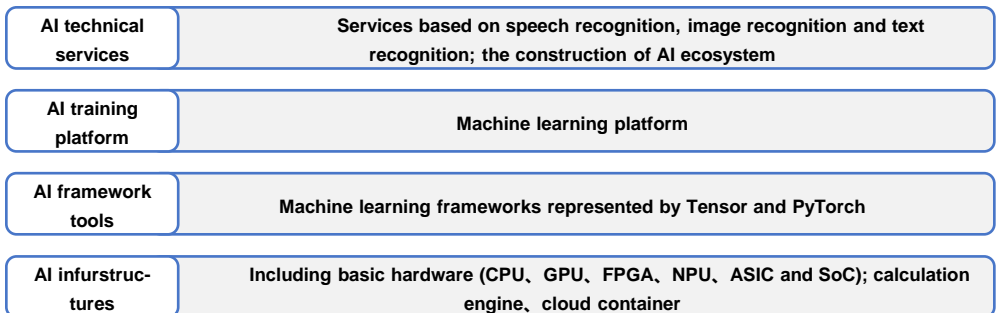 AI technical
services
Services based on speech recognition, image recognition and text
recognition; the construction of AI ecosystem
AI training
platform
Machine learning platform
AI framework
tools
Machine learning frameworks represented by Tensor and PyTorch
AI infurstruc-
tures
Including basic hardware (CPU、GPU、FPGA、NPU、ASIC and SoC); calculation
engine、cloud container